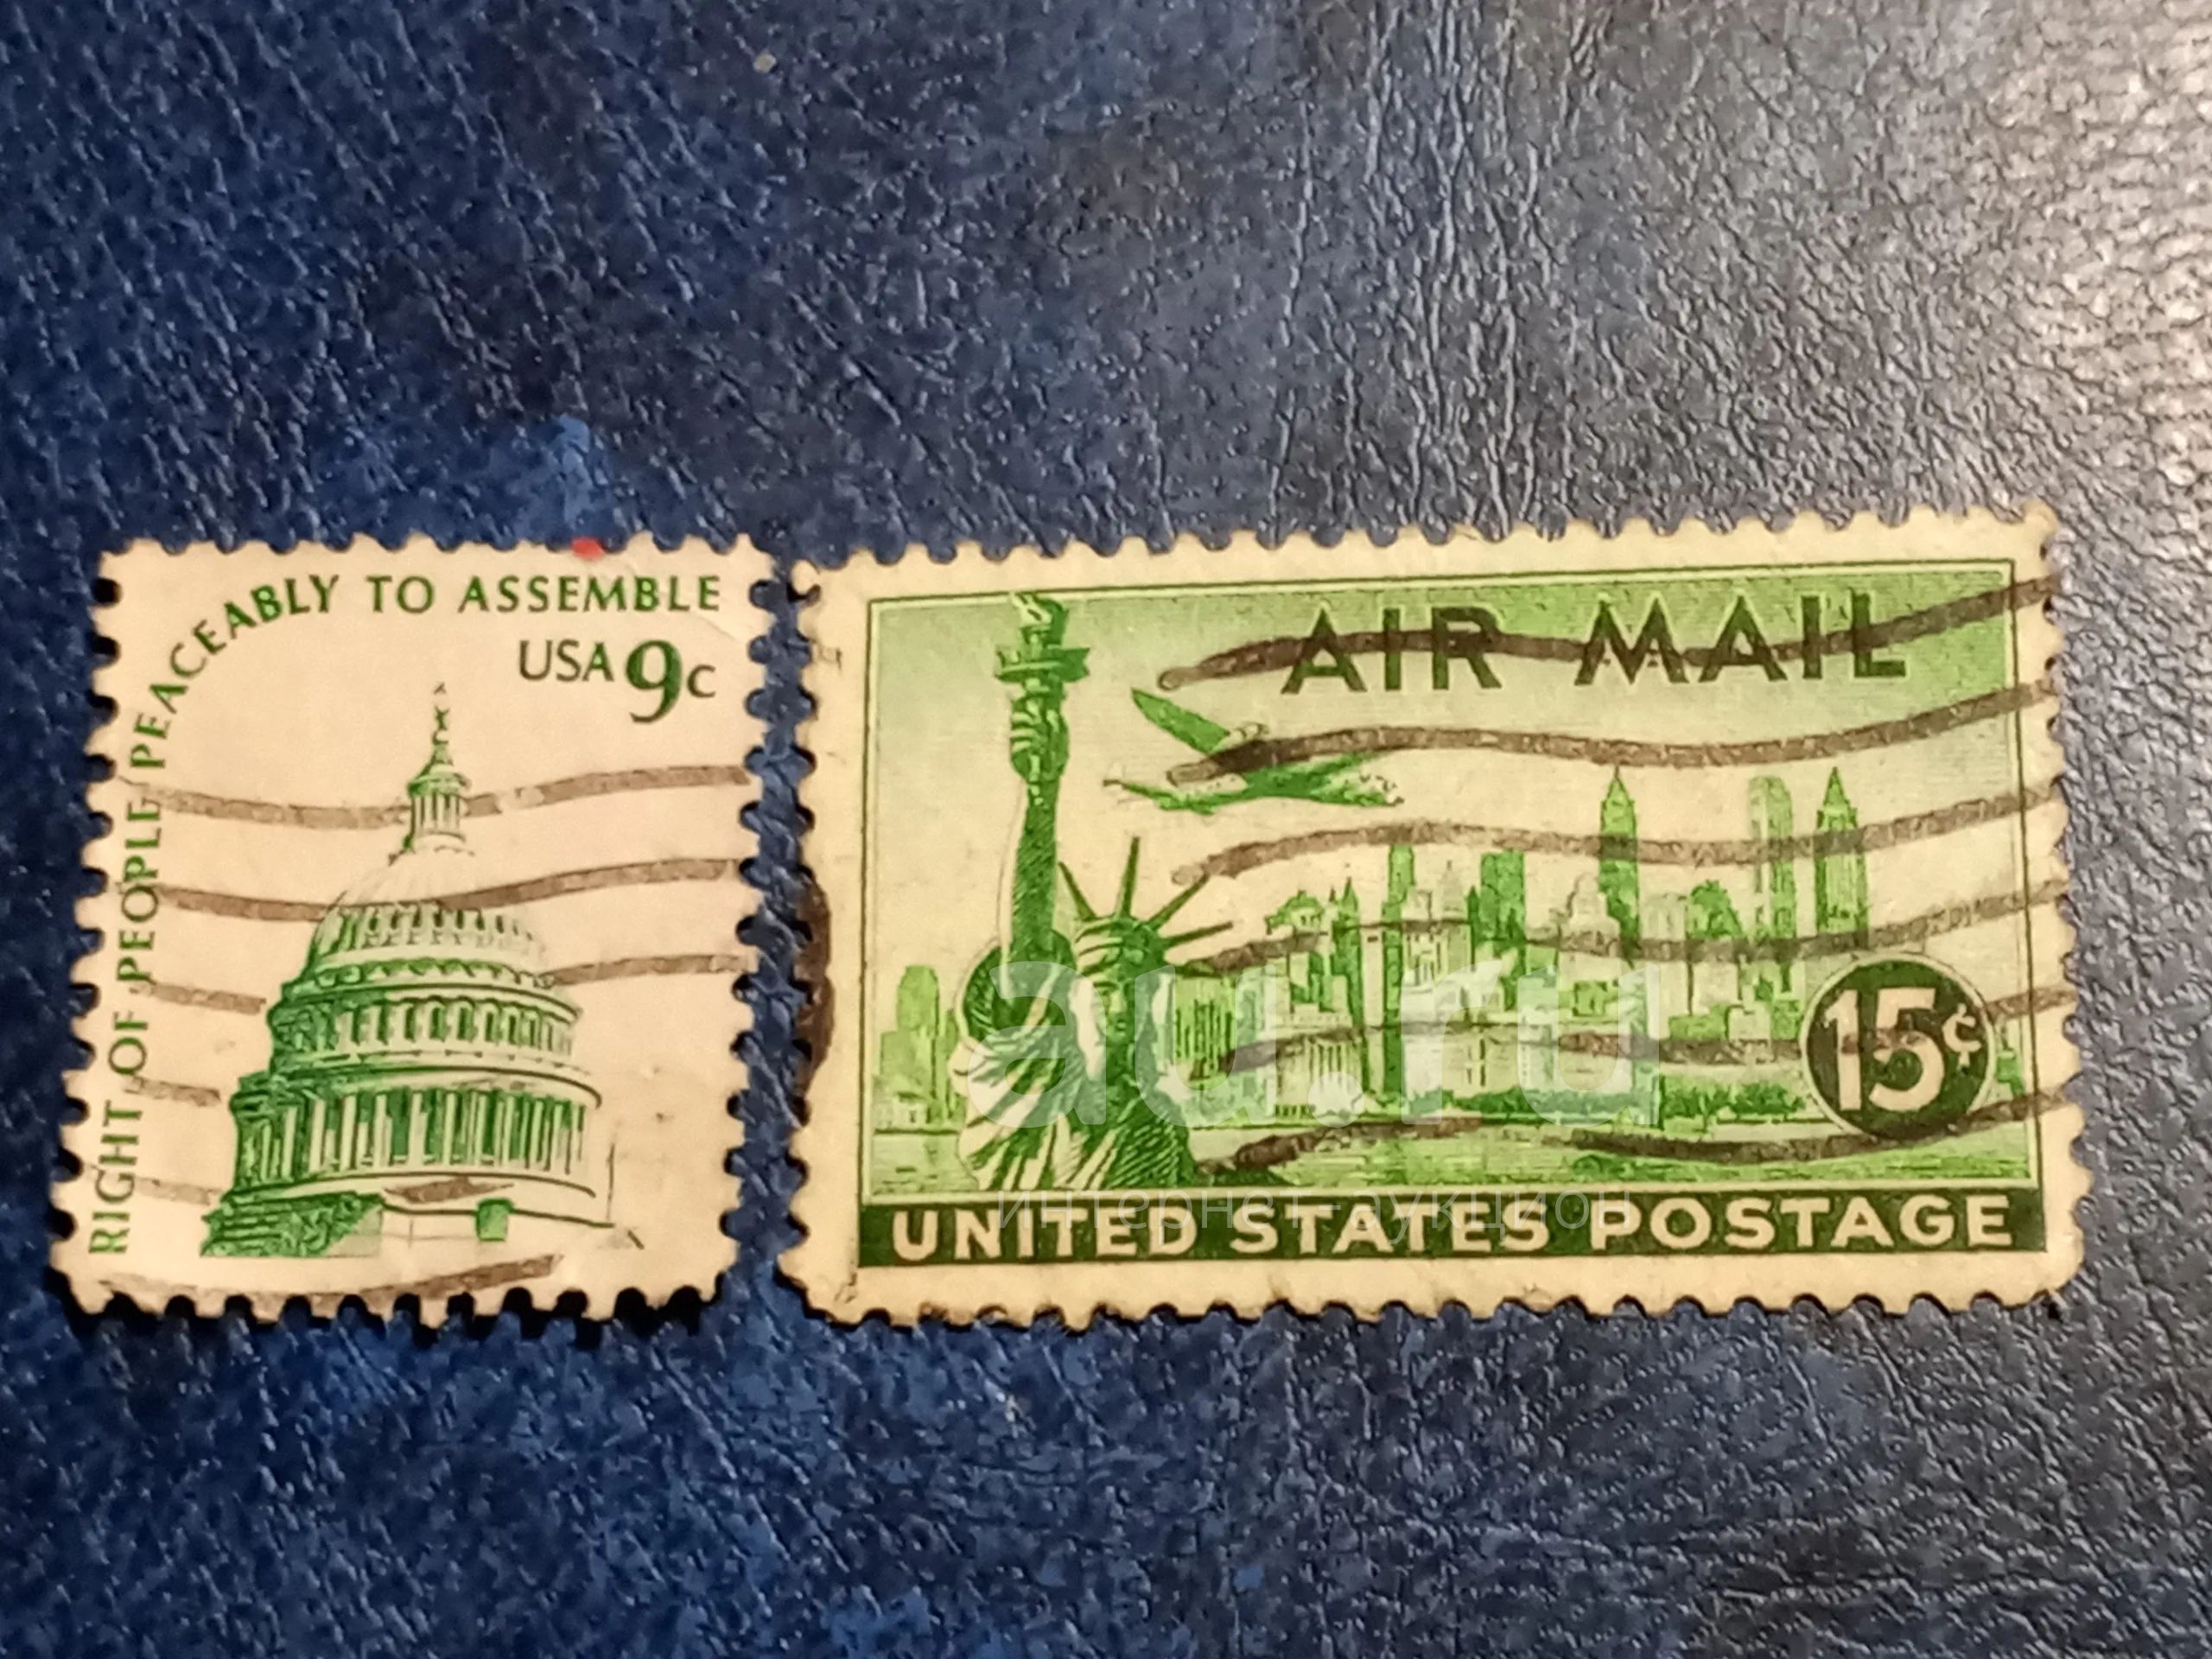 RIGHT OF PEOPLE PEACEABLY TO ASSEMBLE
USA 9c
AIR MAIL
15¢
UNITED STATES POSTAGE
au.ru
интернет-аукцион